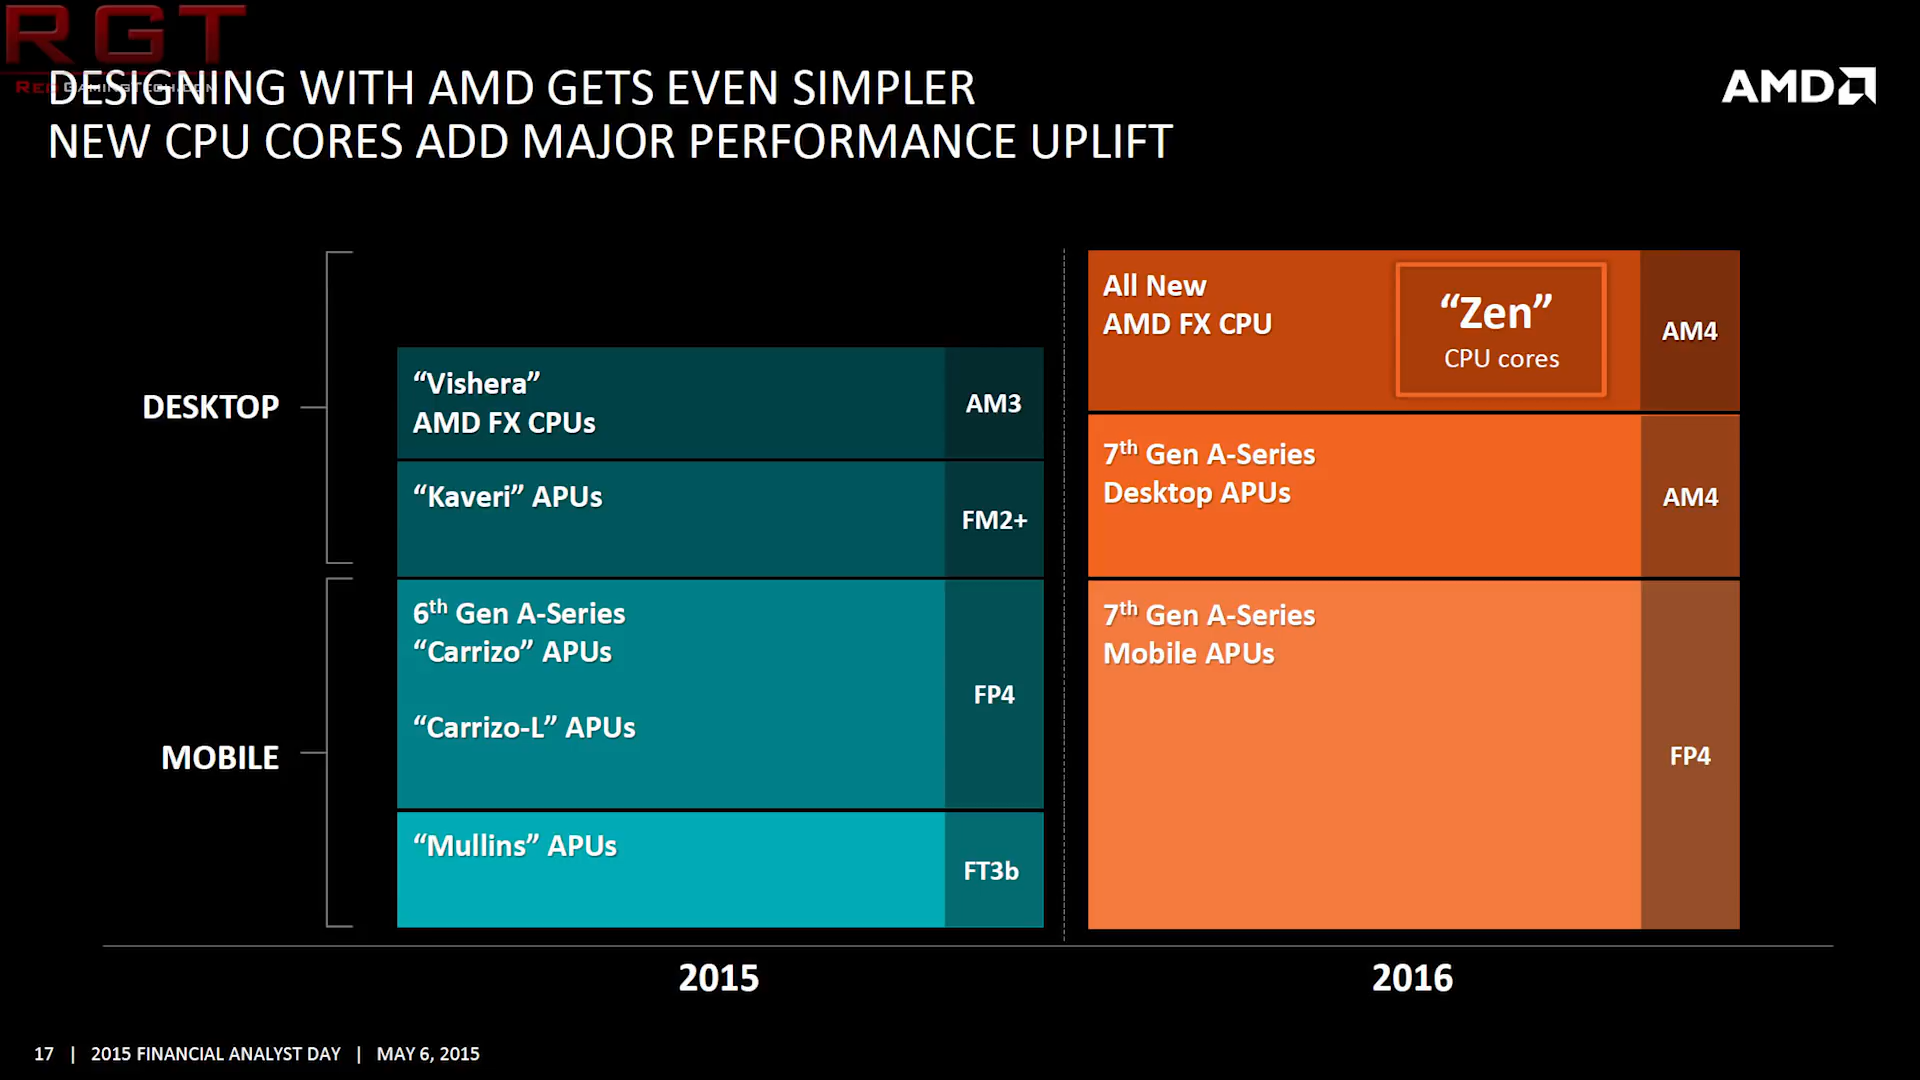 RGT
RedGamingTech.com
DESIGNING WITH AMD GETS EVEN SIMPLER
NEW CPU CORES ADD MAJOR PERFORMANCE UPLIFT
AMD
DESKTOP
“Vishera”
AMD FX CPUs
AM3
“Kaveri” APUs
FM2+
MOBILE
6th Gen A-Series
“Carrizo” APUs
“Carrizo-L” APUs
FP4
“Mullins” APUs
FT3b
2015
All New
AMD FX CPU
“Zen”
CPU cores
AM4
7th Gen A-Series
Desktop APUs
AM4
7th Gen A-Series
Mobile APUs
FP4
2016
17 | 2015 FINANCIAL ANALYST DAY | MAY 6, 2015